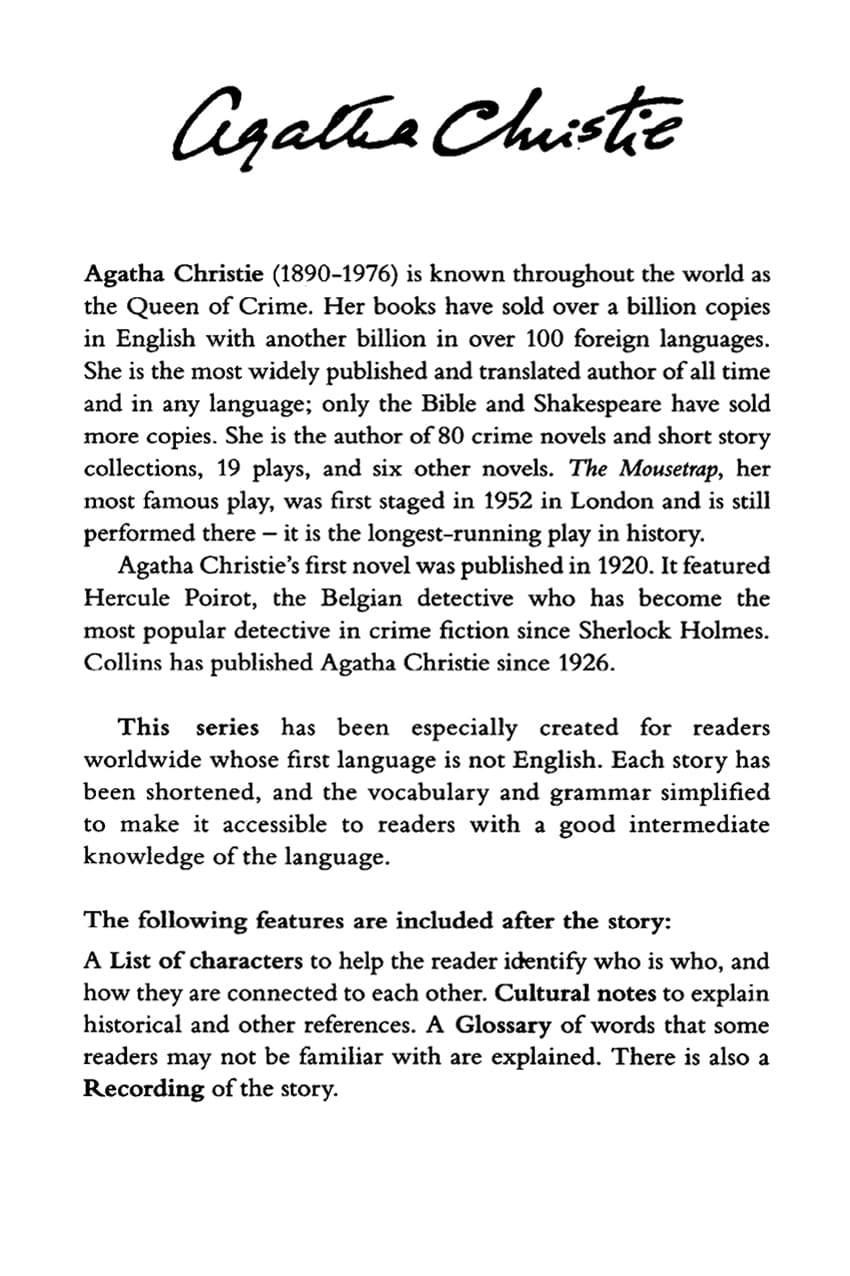 Agatha Christie
Agatha Christie (1890–1976) is known throughout the world as
the Queen of Crime. Her books have sold over a billion copies
in English with another billion in over 100 foreign languages.
She is the most widely published and translated author of all time
and in any language; only the Bible and Shakespeare have sold
more copies. She is the author of 80 crime novels and short story
collections, 19 plays, and six other novels. The Mousetrap, her
most famous play, was first staged in 1952 in London and is still
performed there – it is the longest-running play in history.
Agatha Christie's first novel was published in 1920. It featured
Hercule Poirot, the Belgian detective who has become the
most popular detective in crime fiction since Sherlock Holmes.
Collins has published Agatha Christie since 1926.
This series has been especially created for readers
worldwide whose first language is not English. Each story has
been shortened, and the vocabulary and grammar simplified
to make it accessible to readers with a good intermediate
knowledge of the language.
The following features are included after the story:
A List of characters to help the reader identify who is who, and
how they are connected to each other. Cultural notes to explain
historical and other references. A Glossary of words that some
readers may not be familiar with are explained. There is also a
Recording of the story.